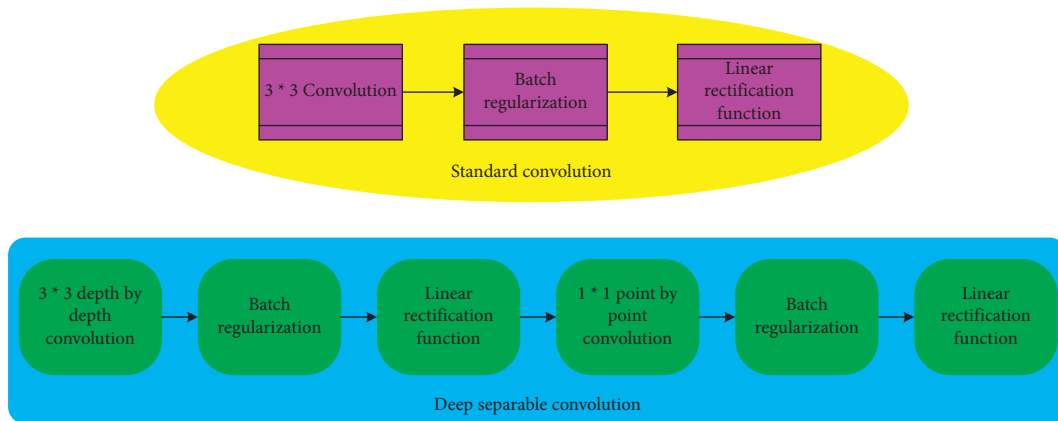 3 * 3 Convolution
Batch
regularization
Linear
rectification
function
Standard convolution
3 * 3 depth by
depth
convolution
Batch
regularization
Linear
rectification
function
1 * 1 point by
point
convolution
Batch
regularization
Linear
rectification
function
Deep separable convolution